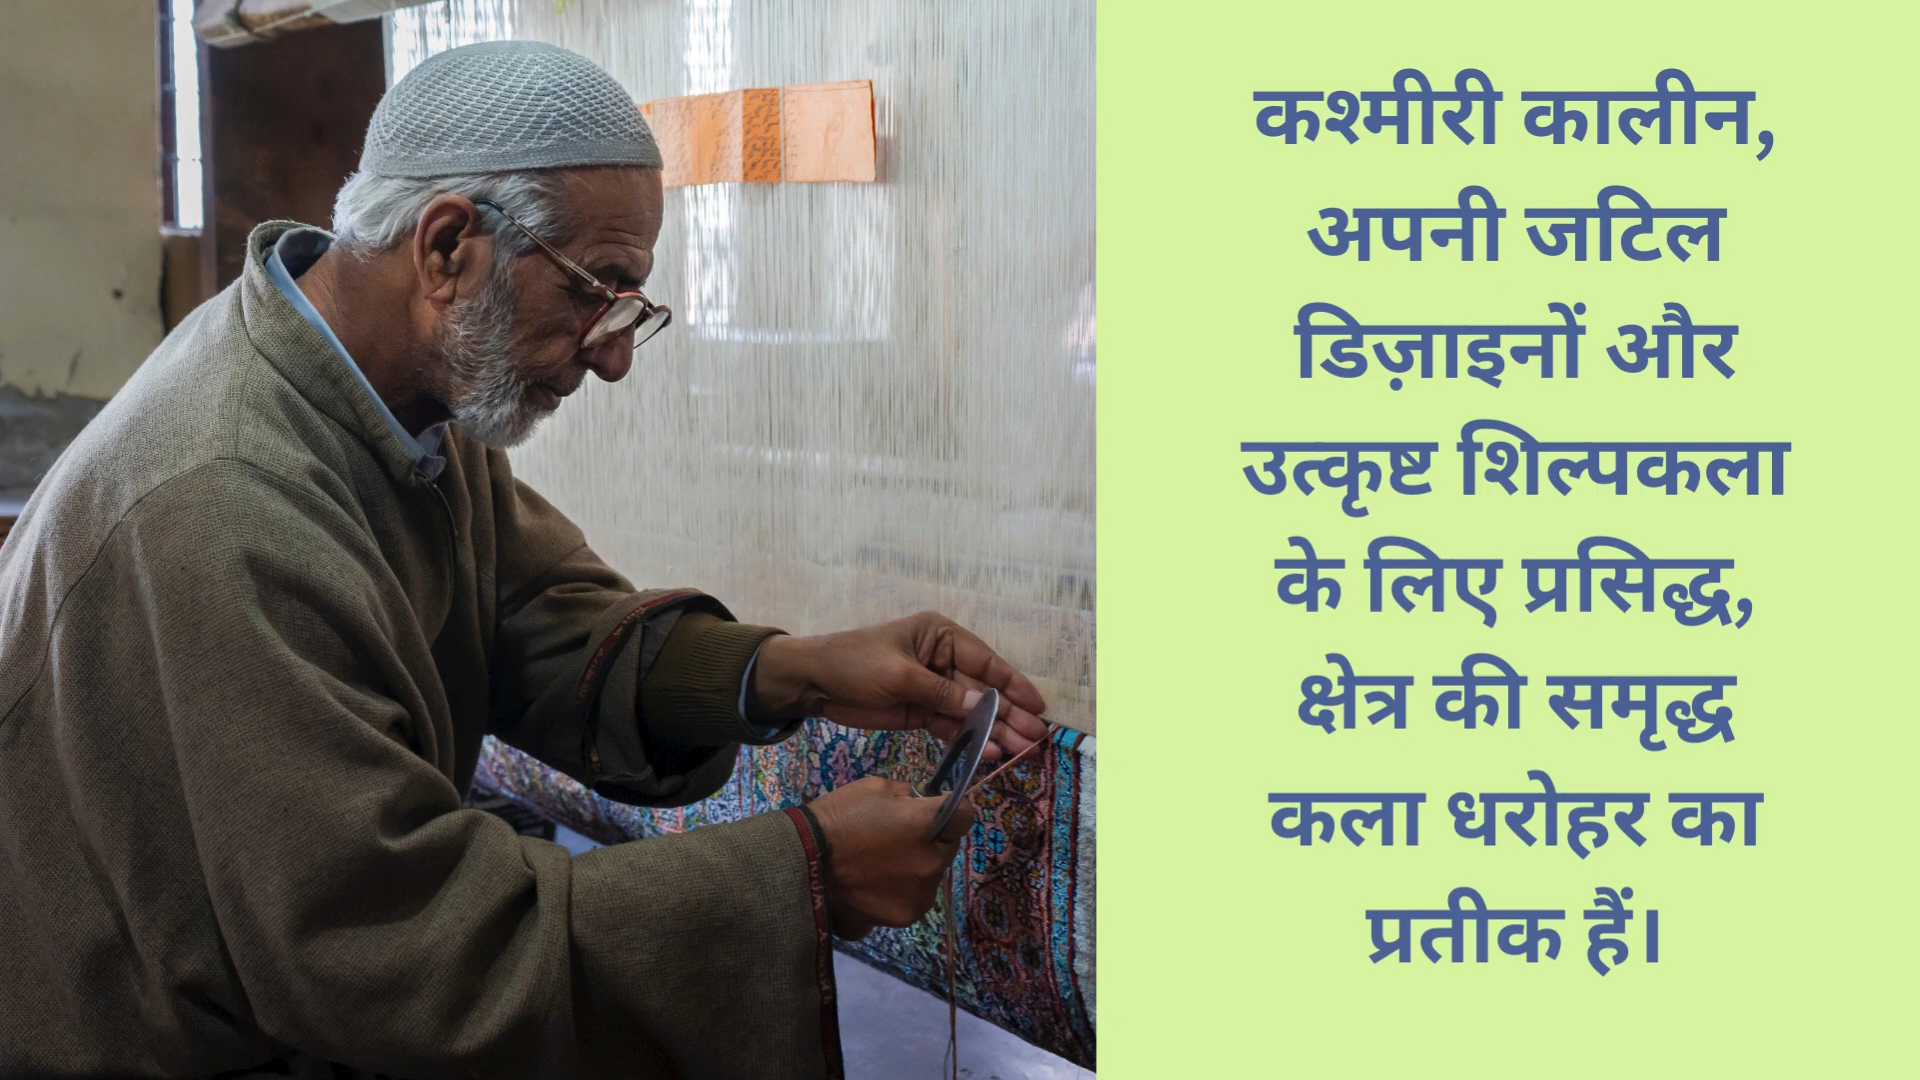 कश्मीरी कालीन,
अपनी जटिल
डिज़ाइनों और
उत्कृष्ट शिल्पकला
के लिए प्रसिद्ध,
क्षेत्र की समृद्ध
कला धरोहर का
प्रतीक हैं।